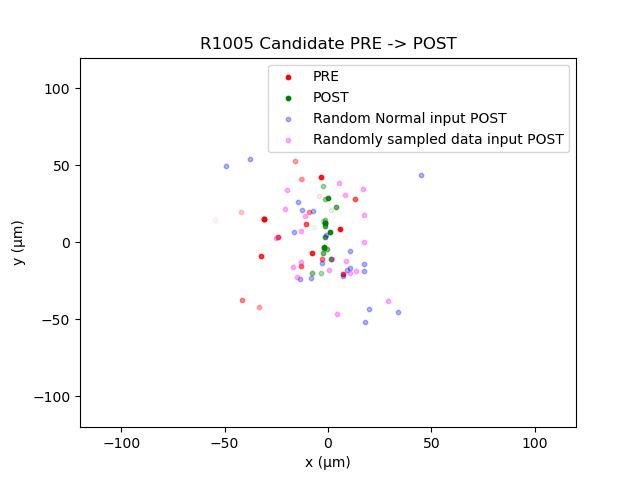 R1005 Candidate PRE -> POST
PRE
POST
Random Normal input POST
Randomly sampled data input POST
100
50
0
−50
−100
y (μm)
−100
−50
0
50
100
x (μm)